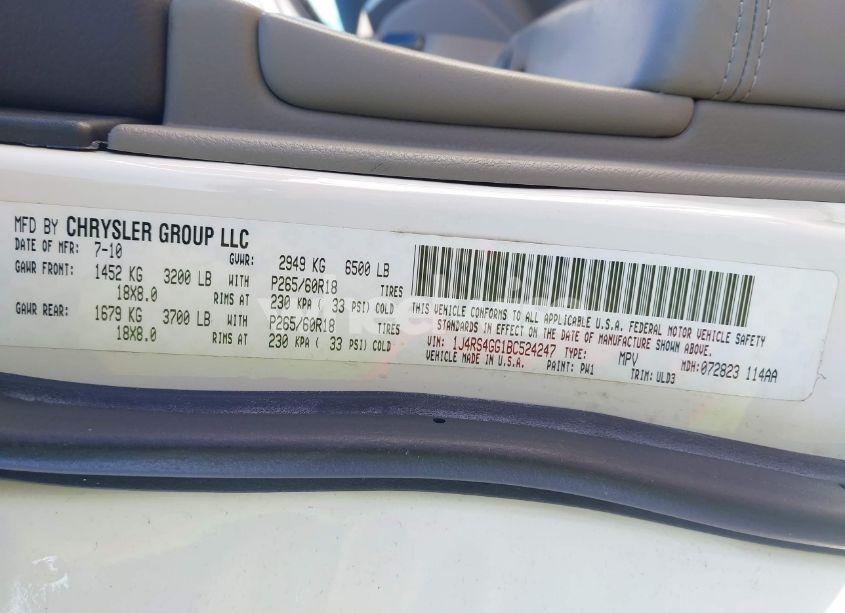 MFD BY CHRYSLER GROUP LLC
DATE OF MFR: 7-10 GVWR: 2949 KG 6500 LB
GAWR FRONT: 1452 KG 3200 LB WITH P265/60R18 TIRES
18X8.0 RIMS AT 230 KPA ( 33 PSI) COLD
GAWR REAR: 1679 KG 3700 LB WITH P265/60R18 TIRES
18X8.0 RIMS AT 230 KPA ( 33 PSI) COLD
THIS VEHICLE CONFORMS TO ALL APPLICABLE U.S.A. FEDERAL MOTOR VEHICLE SAFETY
STANDARDS IN EFFECT ON THE DATE OF MANUFACTURE SHOWN ABOVE.
VIN: 1J4RS4GG1BC524247 TYPE: MPV MDH: 072823 114AA
VEHICLE MADE IN U.S.A. PAINT: PW1 TRIM: ULD3